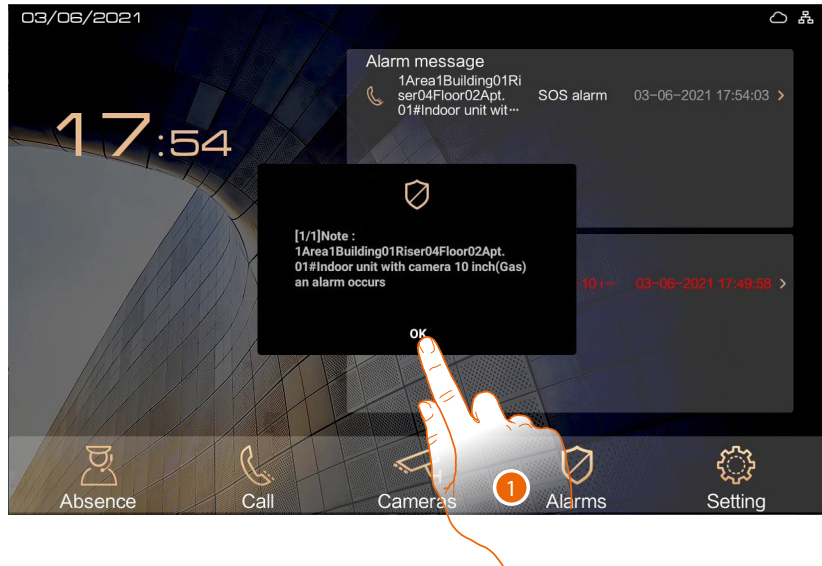 03/06/2021
17:54
Alarm message
1Area1Building01Ri
ser04Floor02Apt.
01#Indoor unit wit···
SOS alarm
03-06-2021 17:54:03 >
[1/1]Note :
1Area1Building01Riser04Floor02Apt.
01#Indoor unit with camera 10 inch(Gas)
an alarm occurs
OK
10 i···
03-06-2021 17:49:58 >
1
Absence
Call
Cameras
Alarms
Setting